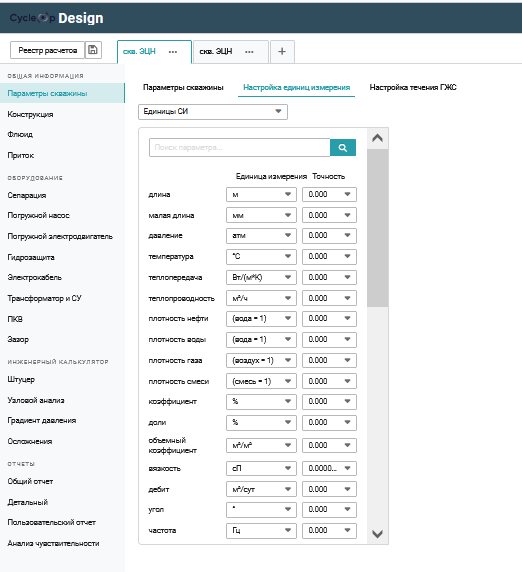 CycleOp Design
Реестр расчетов
скв. ЭЦН ••• скв. ЭЦН ••• +
ОБЩАЯ ИНФОРМАЦИЯ
Параметры скважины
Конструкция
Флюид
Приток
ОБОРУДОВАНИЕ
Сепарация
Погружной насос
Погружной электродвигатель
Гидрозащита
Электрокабель
Трансформатор и СУ
ПКВ
Зазор
ИНЖЕНЕРНЫЙ КАЛЬКУЛЯТОР
Штуцер
Узловой анализ
Градиент давления
Осложнения
ОТЧЕТЫ
Общий отчет
Детальный
Пользовательский отчет
Анализ чувствительности
Параметры скважины Настройка единиц измерения Настройка течения ГЖС
Единицы СИ
Поиск параметра...
Единица измерения Точность
длина м 0.000
малая длина мм 0.000
давление атм 0.000
температура °C 0.000
теплопередача Вт/(м²К) 0.000
теплопроводность м²/ч 0.000
плотность нефти (вода = 1) 0.000
плотность воды (вода = 1) 0.000
плотность газа (воздух = 1) 0.000
плотность смеси (смесь = 1) 0.000
коэффициент % 0.000
доли % 0.000
объемный
коэффициент м³/м³ 0.000
вязкость сП 0.0000...
дебит м³/сут 0.000
угол ° 0.000
частота Гц 0.000